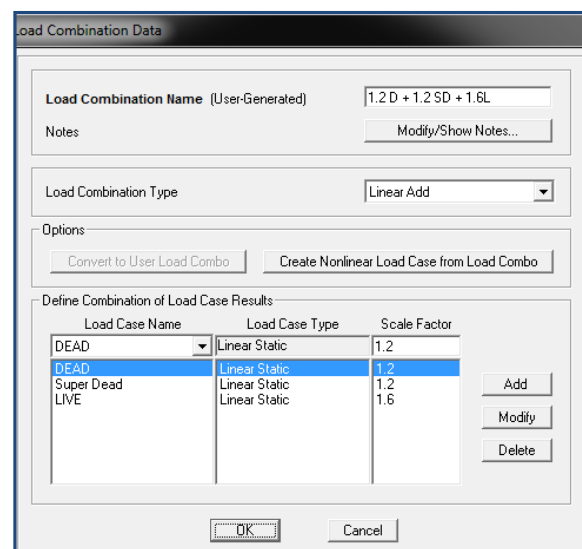 Load Combination Data
Load Combination Name (User-Generated) 1.2 D + 1.2 SD + 1.6L
Notes Modify/Show Notes...
Load Combination Type Linear Add
Options
Convert to User Load Combo Create Nonlinear Load Case from Load Combo
Define Combination of Load Case Results
Load Case Name Load Case Type Scale Factor
DEAD Linear Static 1.2
DEAD Linear Static 1.2
Super Dead Linear Static 1.2
LIVE Linear Static 1.6
Add
Modify
Delete
OK Cancel